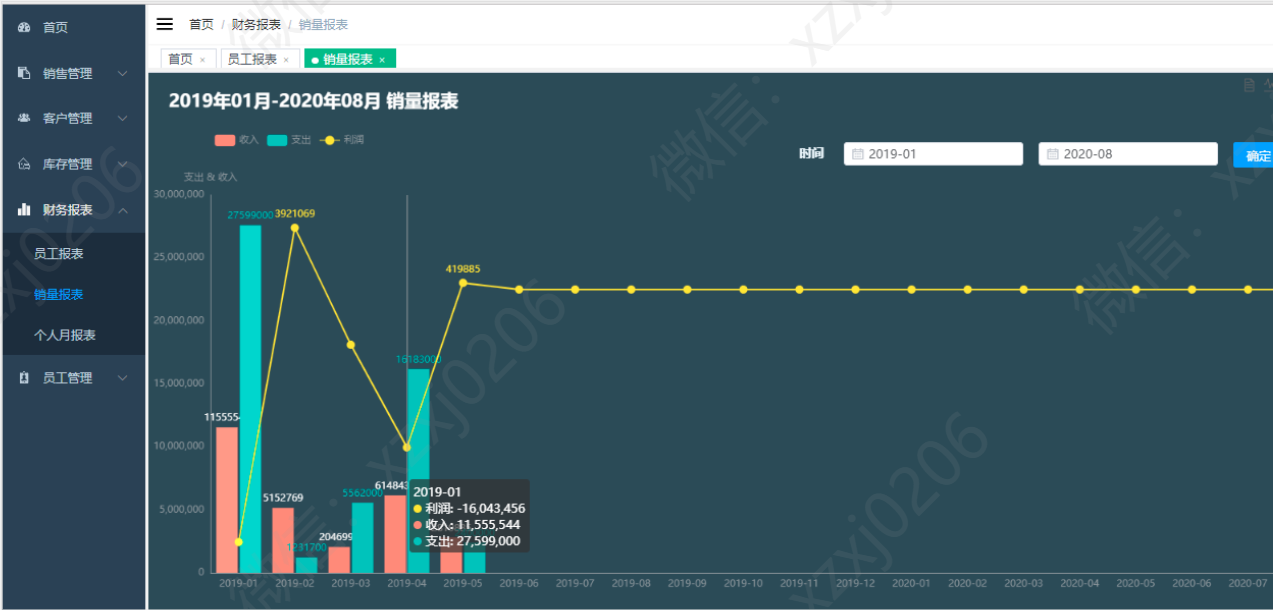 首页
销售管理
客户管理
库存管理
财务报表
员工报表
销量报表
个人月报表
员工管理
首页 / 财务报表 / 销量报表
首页 × 员工报表 × 销量报表 ×
2019年01月-2020年08月 销量报表
收入 支出 利润
时间 2019-01 2020-08 确定
支出 & 收入
30,000,000
25,000,000
20,000,000
15,000,000
10,000,000
5,000,000
0
27599000 3921069
419885
16183000
115554
5152769
5562000
614843
204699
1231700
2019-01
利润: -16,043,456
收入: 11,555,544
支出: 27,599,000
2019-01 2019-02 2019-03 2019-04 2019-05 2019-06 2019-07 2019-08 2019-09 2019-10 2019-11 2019-12 2020-01 2020-02 2020-03 2020-04 2020-05 2020-06 2020-07
微信: xzxj0206
微信: xzxj0206